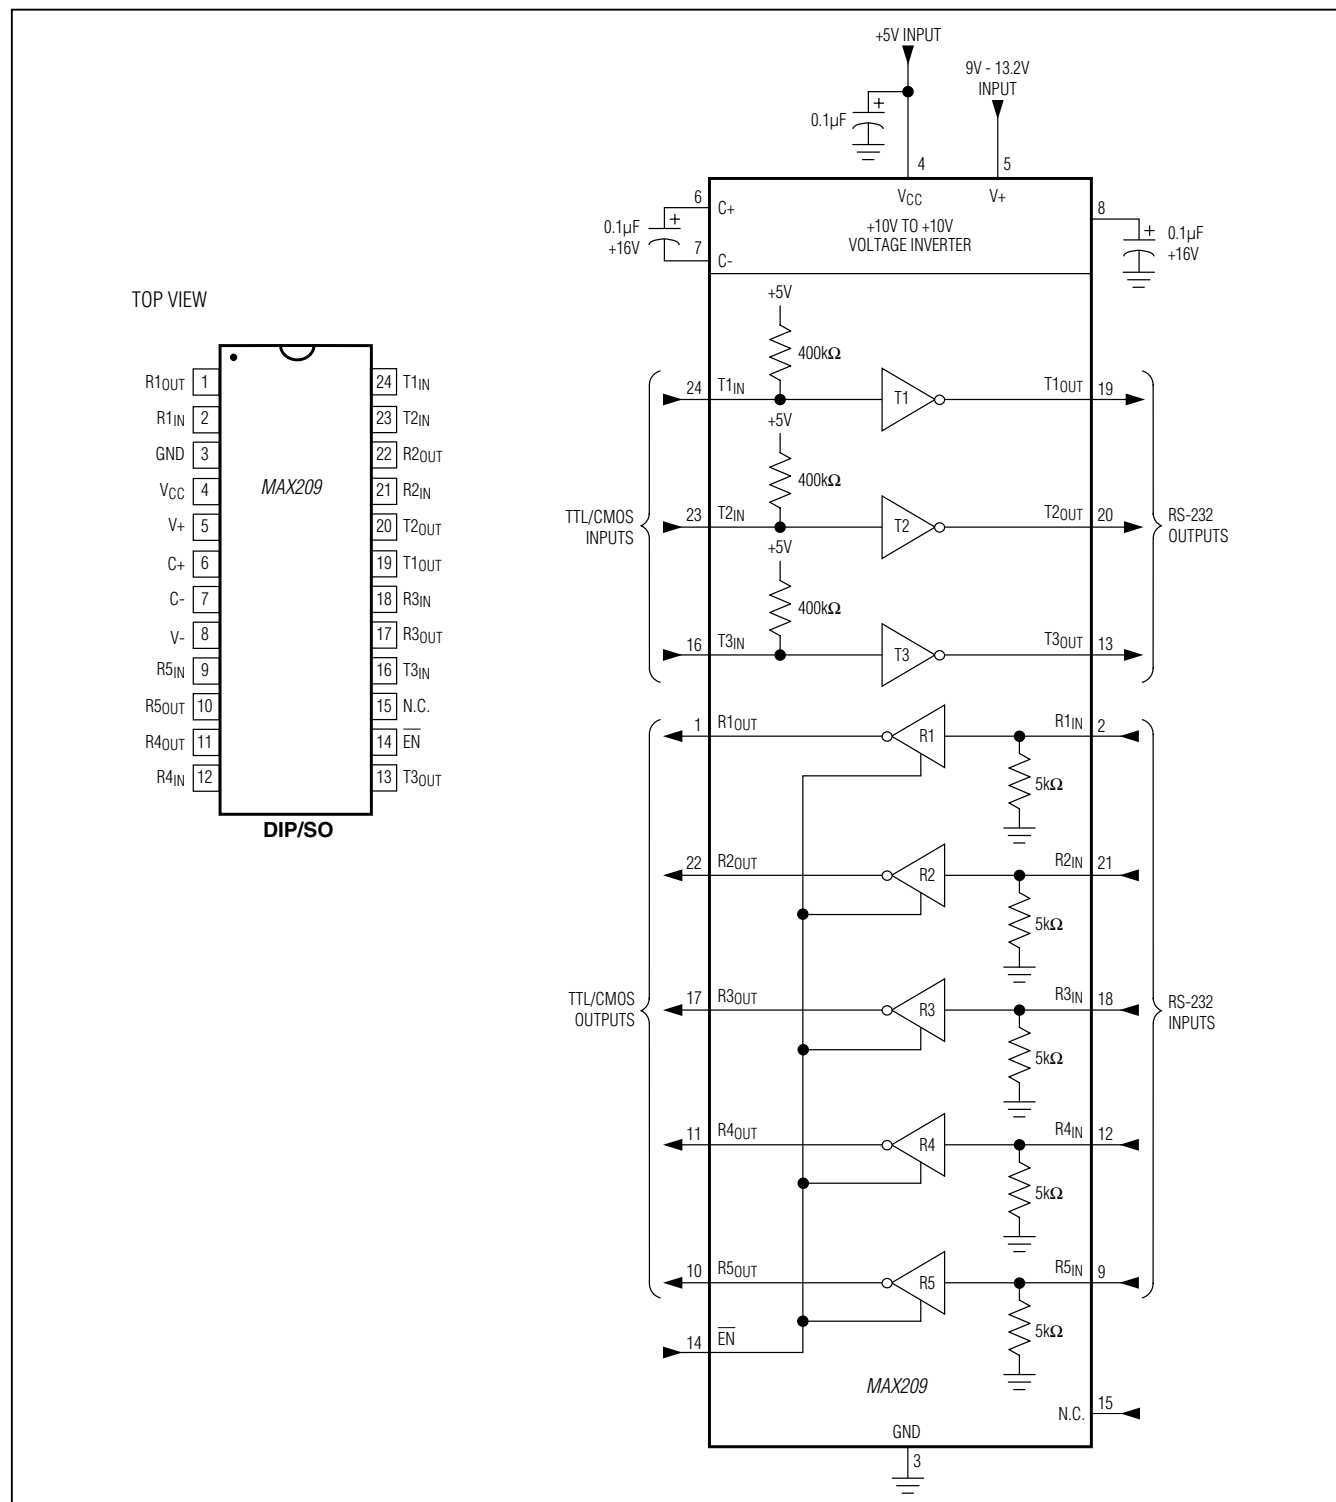 TOP VIEW
R1OUT 1
R1IN 2
GND 3
VCC 4
V+ 5
C+ 6
C- 7
V- 8
R5IN 9
R5OUT 10
R4OUT 11
R4IN 12
MAX209
24 T1IN
23 T2IN
22 R2OUT
21 R2IN
20 T2OUT
19 T1OUT
18 R3IN
17 R3OUT
16 T3IN
15 N.C.
14 EN
13 T3OUT
DIP/SO
+5V INPUT
9V - 13.2V
INPUT
0.1µF +
4 5
VCC V+
6 C+
+
0.1µF
+16V
7 C-
+10V TO +10V
VOLTAGE INVERTER
8
+ 0.1µF
+16V
+5V
400kΩ
24 T1IN T1 T1OUT 19
+5V
400kΩ
TTL/CMOS
INPUTS
23 T2IN T2 T2OUT 20
RS-232
OUTPUTS
+5V
400kΩ
16 T3IN T3 T3OUT 13
1 R1OUT R1 R1IN 2
5kΩ
22 R2OUT R2 R2IN 21
5kΩ
TTL/CMOS
OUTPUTS
17 R3OUT R3 R3IN 18
RS-232
INPUTS
5kΩ
11 R4OUT R4 R4IN 12
5kΩ
10 R5OUT R5 R5IN 9
5kΩ
14 EN
MAX209
N.C. 15
GND
3